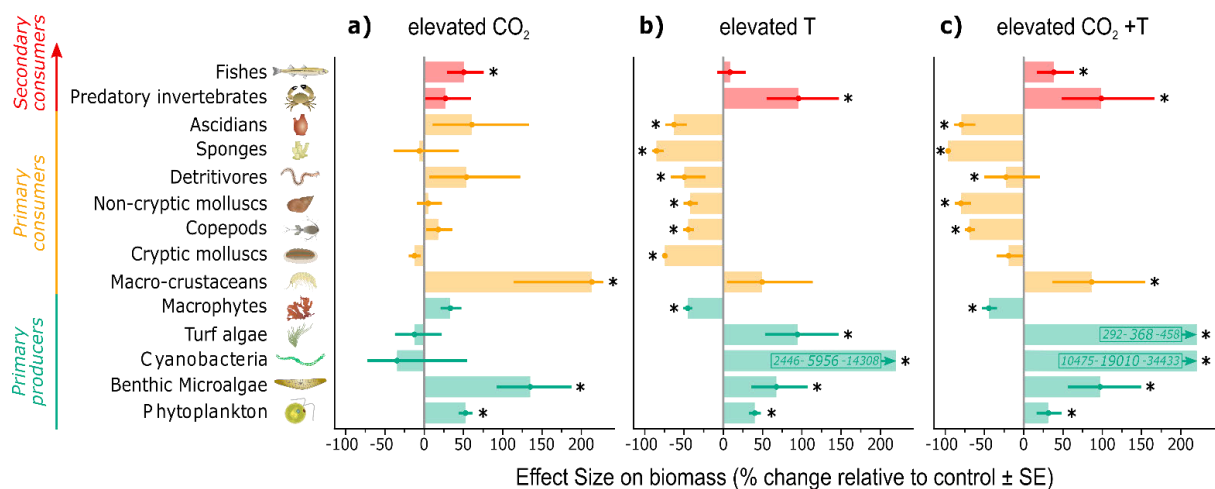 a) elevated CO₂
b) elevated T
c) elevated CO₂ +T
Secondary consumers
Primary consumers
Primary producers
Fishes
Predatory invertebrates
Ascidians
Sponges
Detritivores
Non-cryptic molluscs
Copepods
Cryptic molluscs
Macro-crustaceans
Macrophytes
Turf algae
Cyanobacteria
Benthic Microalgae
Phytoplankton
* * * *
* * * * * * * * * * *
2446- 5956 -14308
* * * * * * * * * * *
292- 368 -458
10475- 19010 -34433
-100 -50 0 50 100 150 200
-100 -50 0 50 100 150 200
-100 -50 0 50 100 150 200
Effect Size on biomass (% change relative to control ± SE)